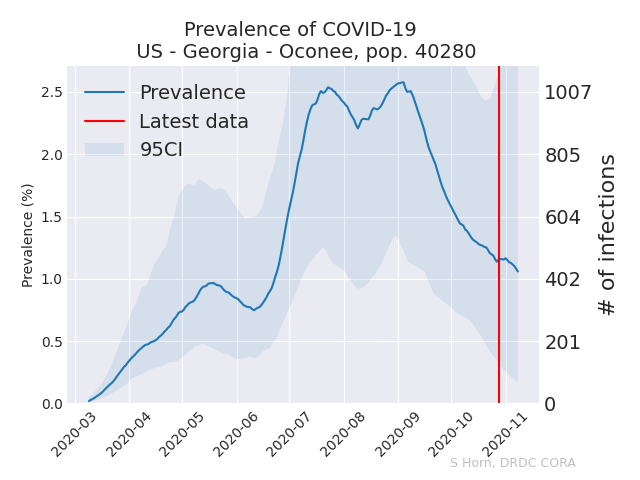 Prevalence of COVID-19
US - Georgia - Oconee, pop. 40280
Prevalence
Latest data
95CI
Prevalence (%)
2.5
2.0
1.5
1.0
0.5
0.0
1007
805
604
402
201
0
# of infections
2020-03
2020-04
2020-05
2020-06
2020-07
2020-08
2020-09
2020-10
2020-11
S Horn, DRDC CORA